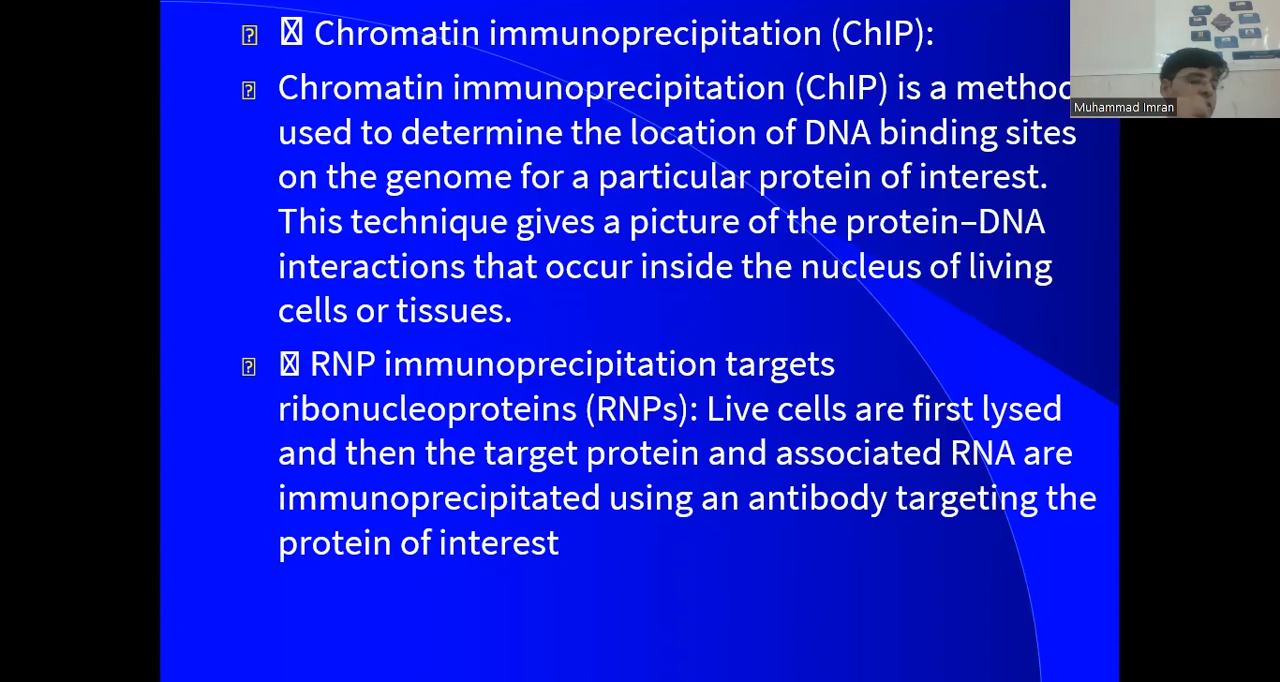 Chromatin immunoprecipitation (ChIP):
Chromatin immunoprecipitation (ChIP) is a method
used to determine the location of DNA binding sites
on the genome for a particular protein of interest.
This technique gives a picture of the protein–DNA
interactions that occur inside the nucleus of living
cells or tissues.
RNP immunoprecipitation targets
ribonucleoproteins (RNPs): Live cells are first lysed
and then the target protein and associated RNA are
immunoprecipitated using an antibody targeting the
protein of interest
Muhammad Imran